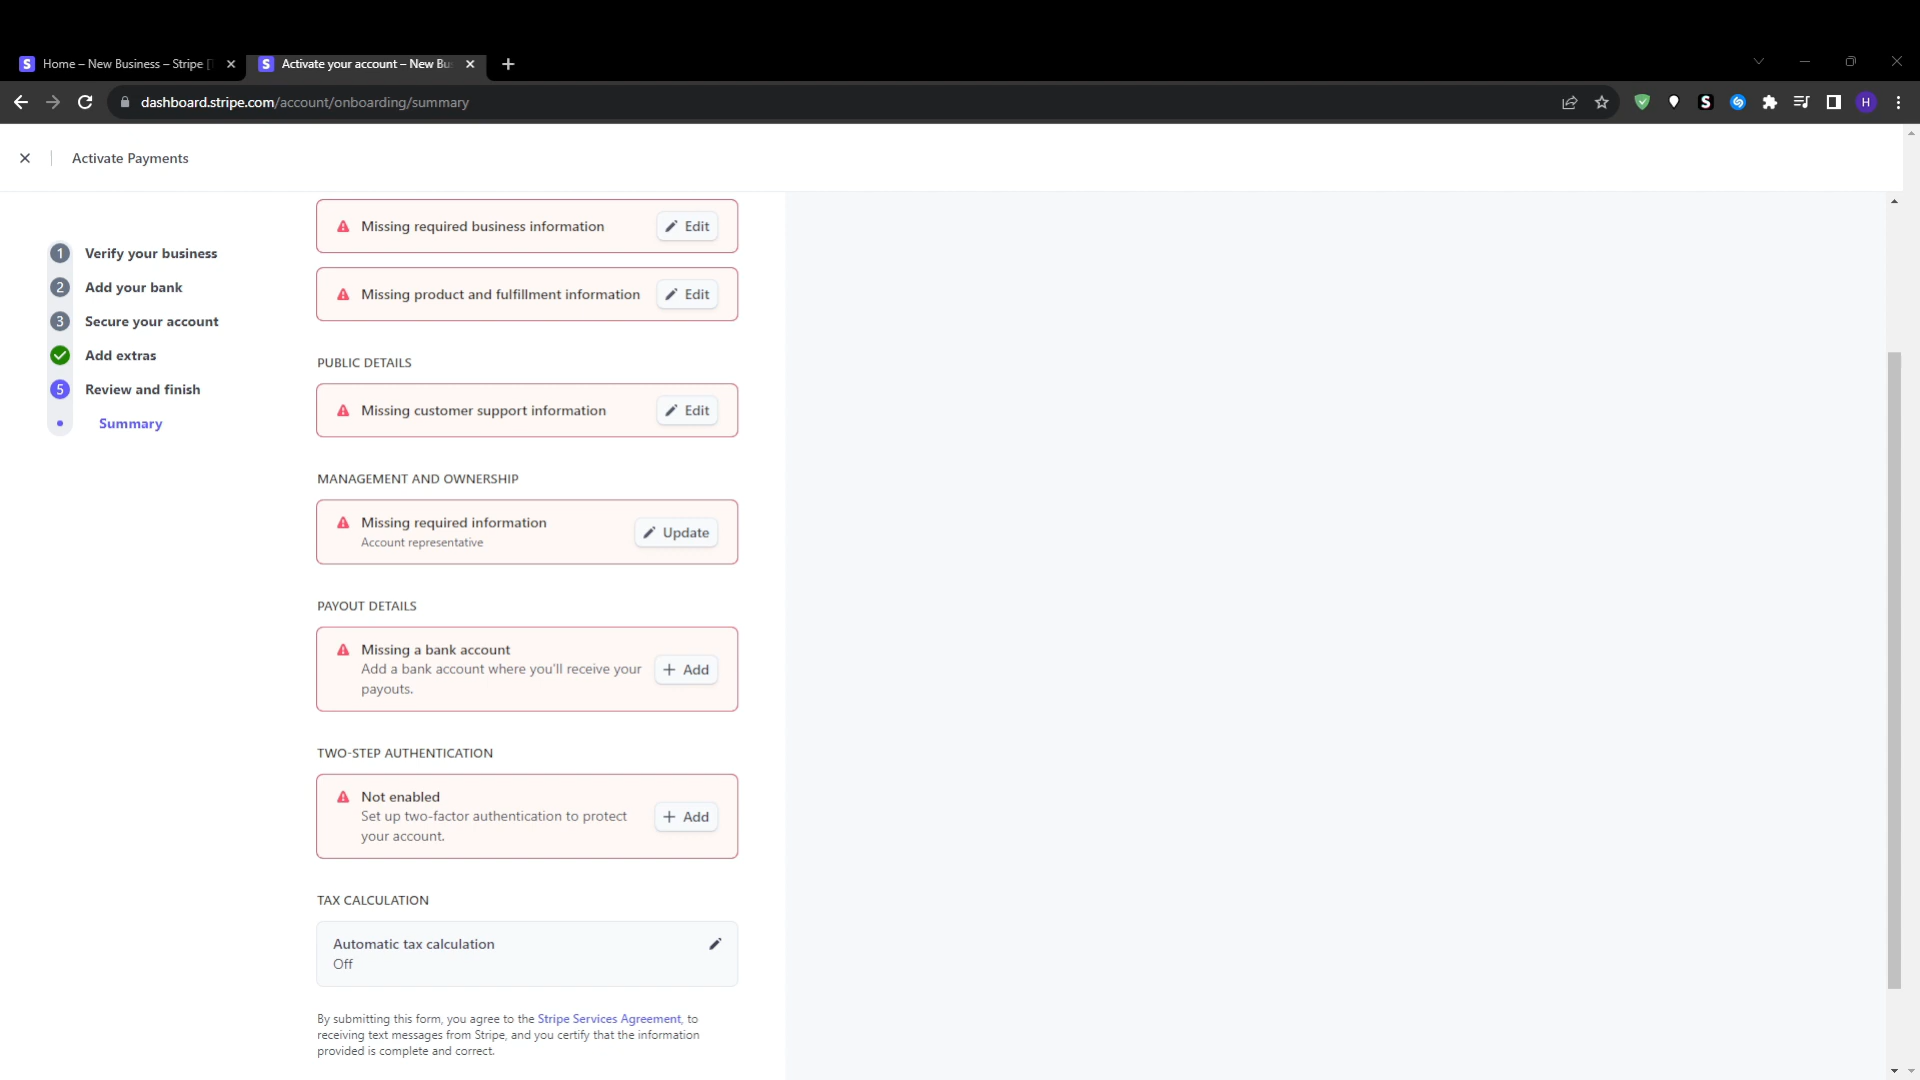 Home – New Business – Stripe [
Activate your account – New Bu
dashboard.stripe.com/account/onboarding/summary
H
Activate Payments
1 Verify your business
2 Add your bank
3 Secure your account
Add extras
5 Review and finish
Summary
Missing required business information
Edit
Missing product and fulfillment information
Edit
PUBLIC DETAILS
Missing customer support information
Edit
MANAGEMENT AND OWNERSHIP
Missing required information
Account representative
Update
PAYOUT DETAILS
Missing a bank account
Add a bank account where you'll receive your
payouts.
+ Add
TWO-STEP AUTHENTICATION
Not enabled
Set up two-factor authentication to protect
your account.
+ Add
TAX CALCULATION
Automatic tax calculation
Off
By submitting this form, you agree to the Stripe Services Agreement, to
receiving text messages from Stripe, and you certify that the information
provided is complete and correct.